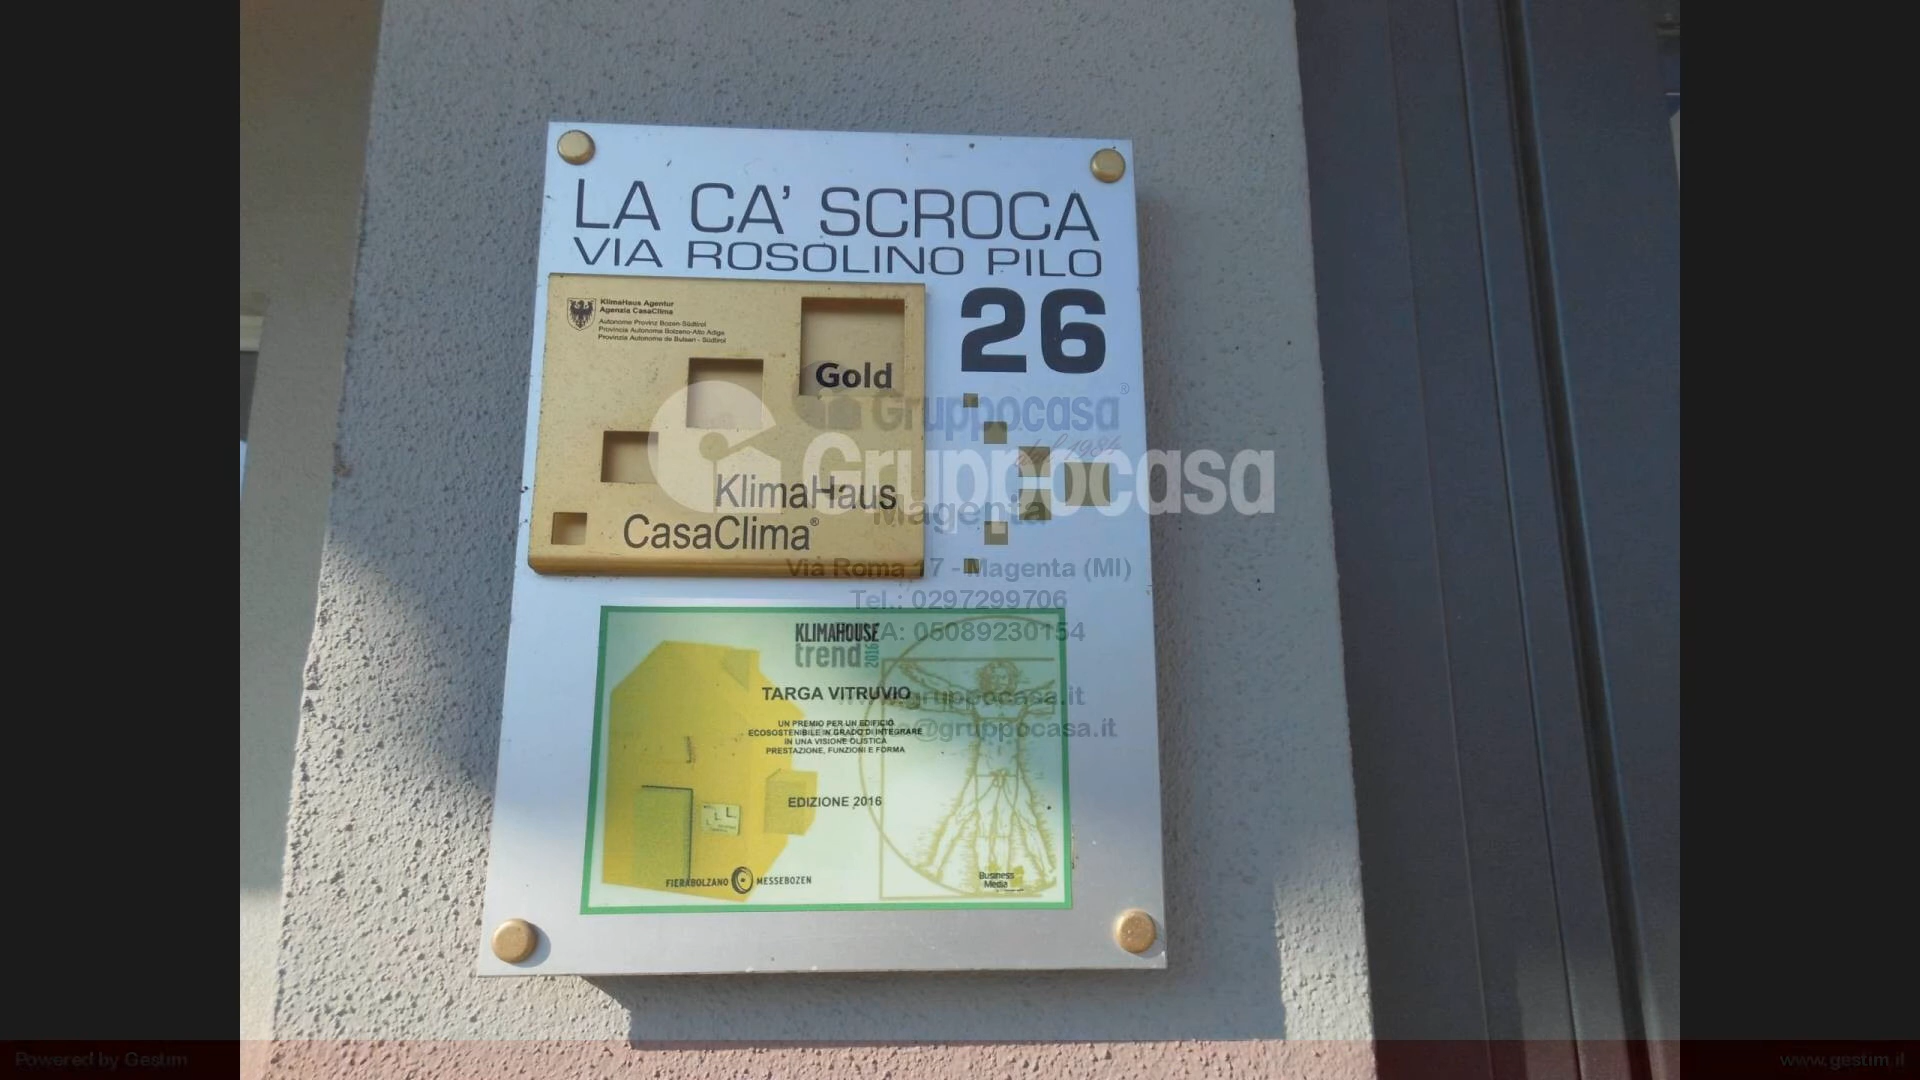 LA CA' SCROCA
VIA ROSOLINO PILO
26
KlimaHaus Agentur
Agenzia CasaClima
Autonome Provinz Bozen-Südtirol
Provincia Autonoma Bolzano-Alto Adige
Provinzia Autonome de Bulsan - Südtirol
Gold
KlimaHaus
CasaClima®
Gruppocasa®
dal 1984
Gruppocasa
Magenta
Via Roma 17 - Magenta (MI)
Tel.: 0297299706
A: 05089230154
gruppocasa.it
@gruppocasa.it
KLIMAHOUSE
trend 2016
TARGA VITRUVIO
UN PREMIO PER UN EDIFICIO
ECOSOSTENIBILE IN GRADO DI INTEGRARE
IN UNA VISIONE OLISTICA
PRESTAZIONE, FUNZIONI E FORMA
EDIZIONE 2016
FIERABOLZANO MESSEBOZEN
Business
Media
Powered by Gestim
www.gestim.it